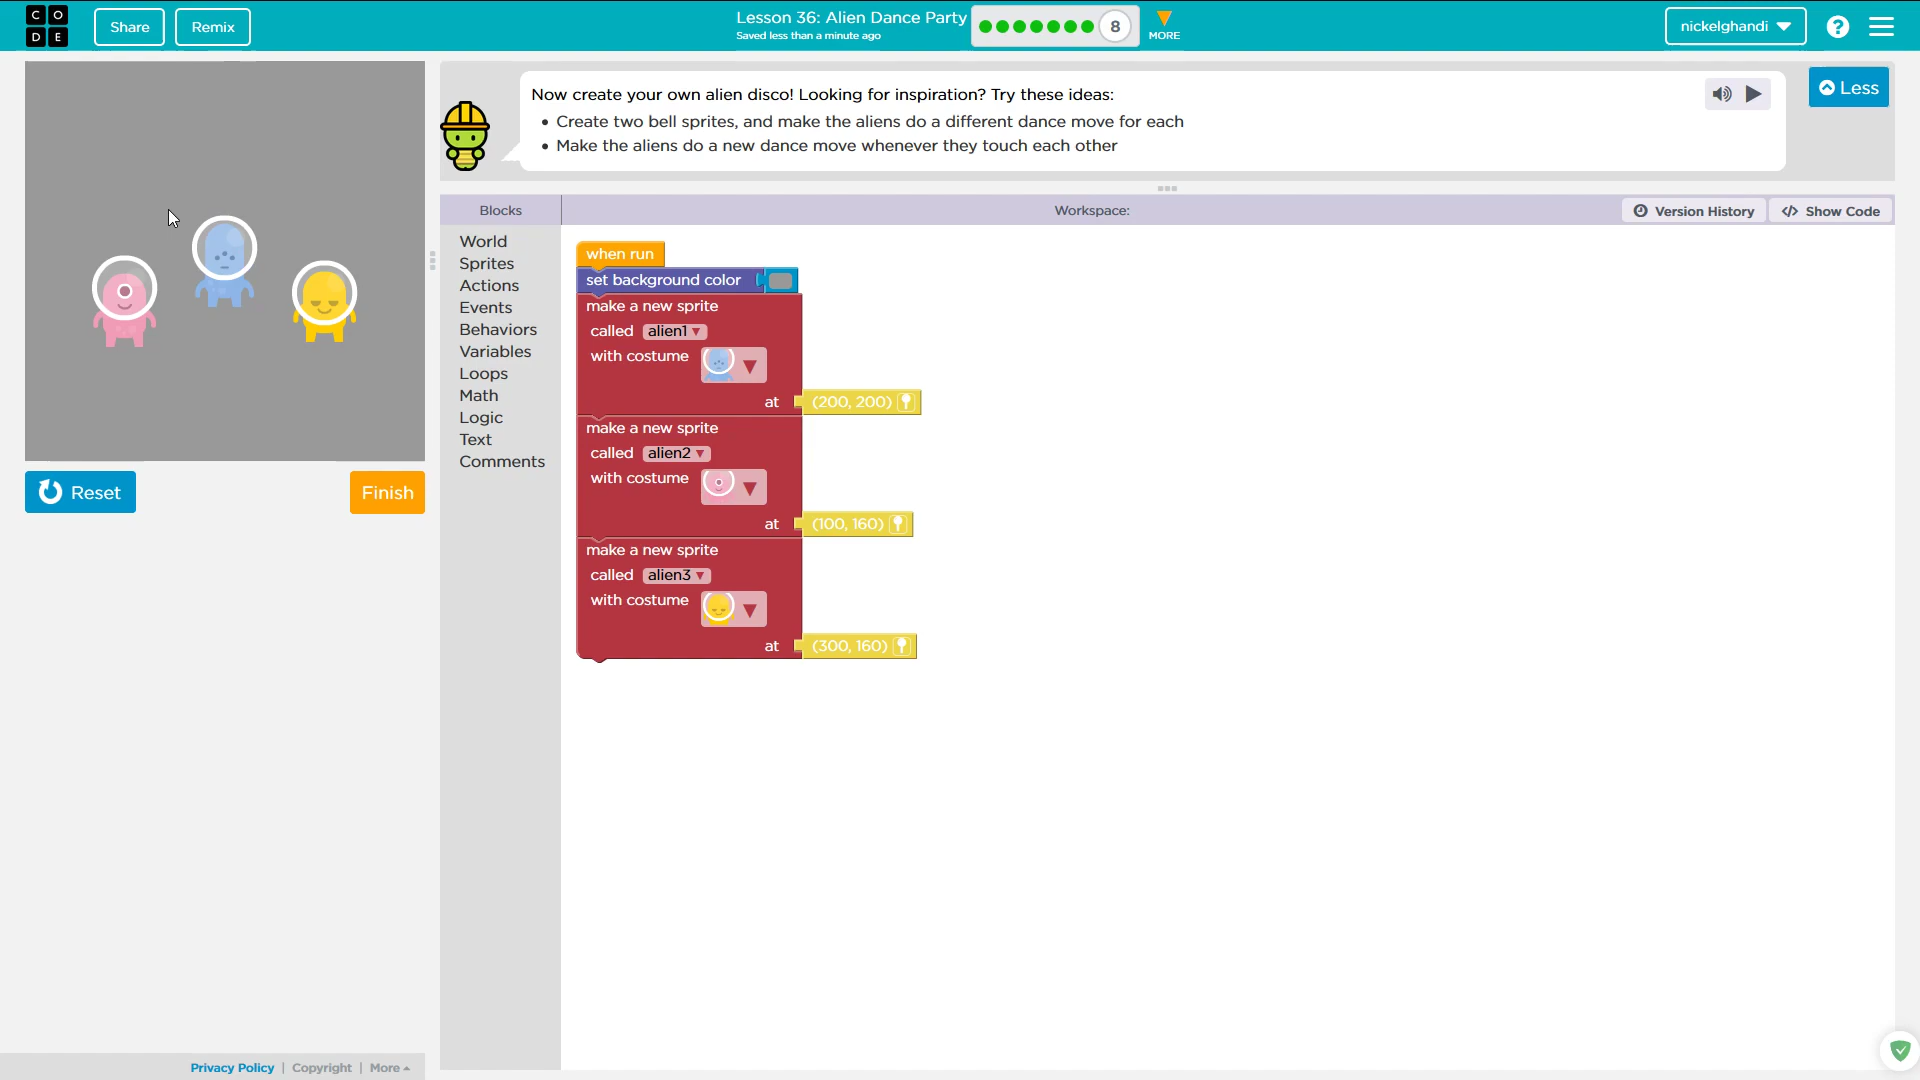 C O
D E
Share
Remix
Lesson 36: Alien Dance Party
Saved less than a minute ago
8
MORE
nickelghandi
?
Now create your own alien disco! Looking for inspiration? Try these ideas:
• Create two bell sprites, and make the aliens do a different dance move for each
• Make the aliens do a new dance move whenever they touch each other
Less
Blocks
Workspace:
Version History
</> Show Code
World
Sprites
Actions
Events
Behaviors
Variables
Loops
Math
Logic
Text
Comments
when run
set background color
make a new sprite
called alien1
with costume
at (200, 200)
make a new sprite
called alien2
with costume
at (100, 160)
make a new sprite
called alien3
with costume
at (300, 160)
Reset
Finish
Privacy Policy | Copyright | More